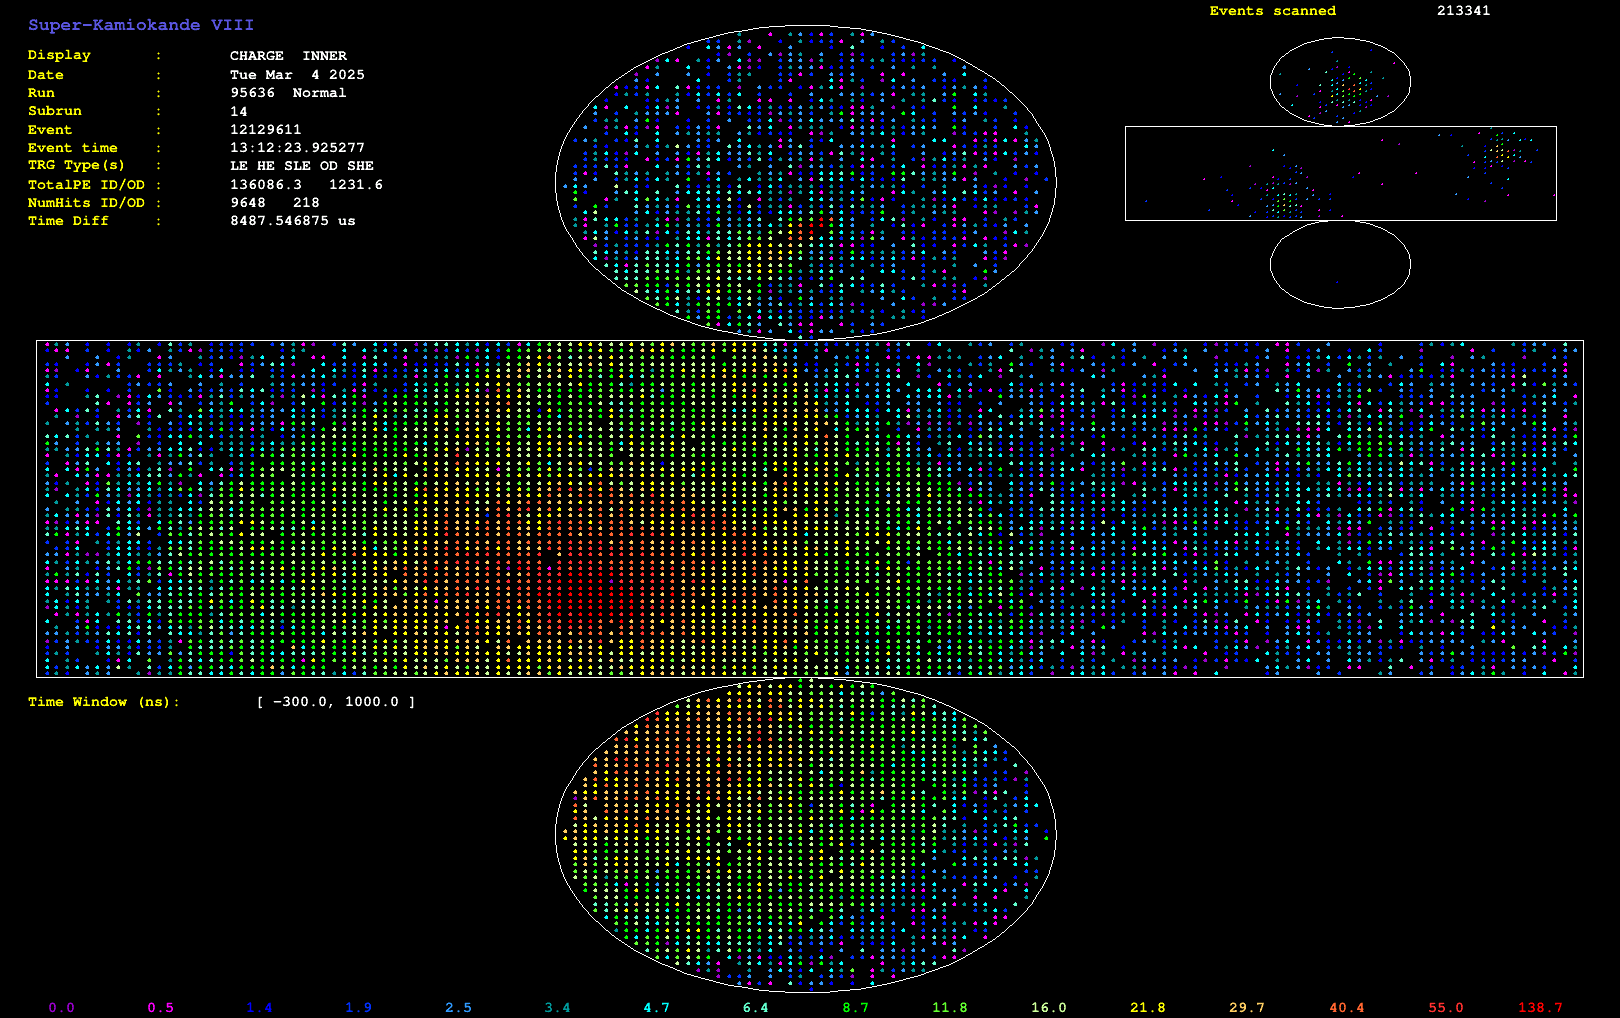 Super-Kamiokande VIII
Display : CHARGE INNER
Date : Tue Mar 4 2025
Run : 95636 Normal
Subrun : 14
Event : 12129611
Event time : 13:12:23.925277
TRG Type(s) : LE HE SLE OD SHE
TotalPE ID/OD : 136086.3 1231.6
NumHits ID/OD : 9648 218
Time Diff : 8487.546875 us
Events scanned 213341
Time Window (ns): [ -300.0, 1000.0 ]
0.0 0.5 1.4 1.9 2.5 3.4 4.7 6.4 8.7 11.8 16.0 21.8 29.7 40.4 55.0 138.7